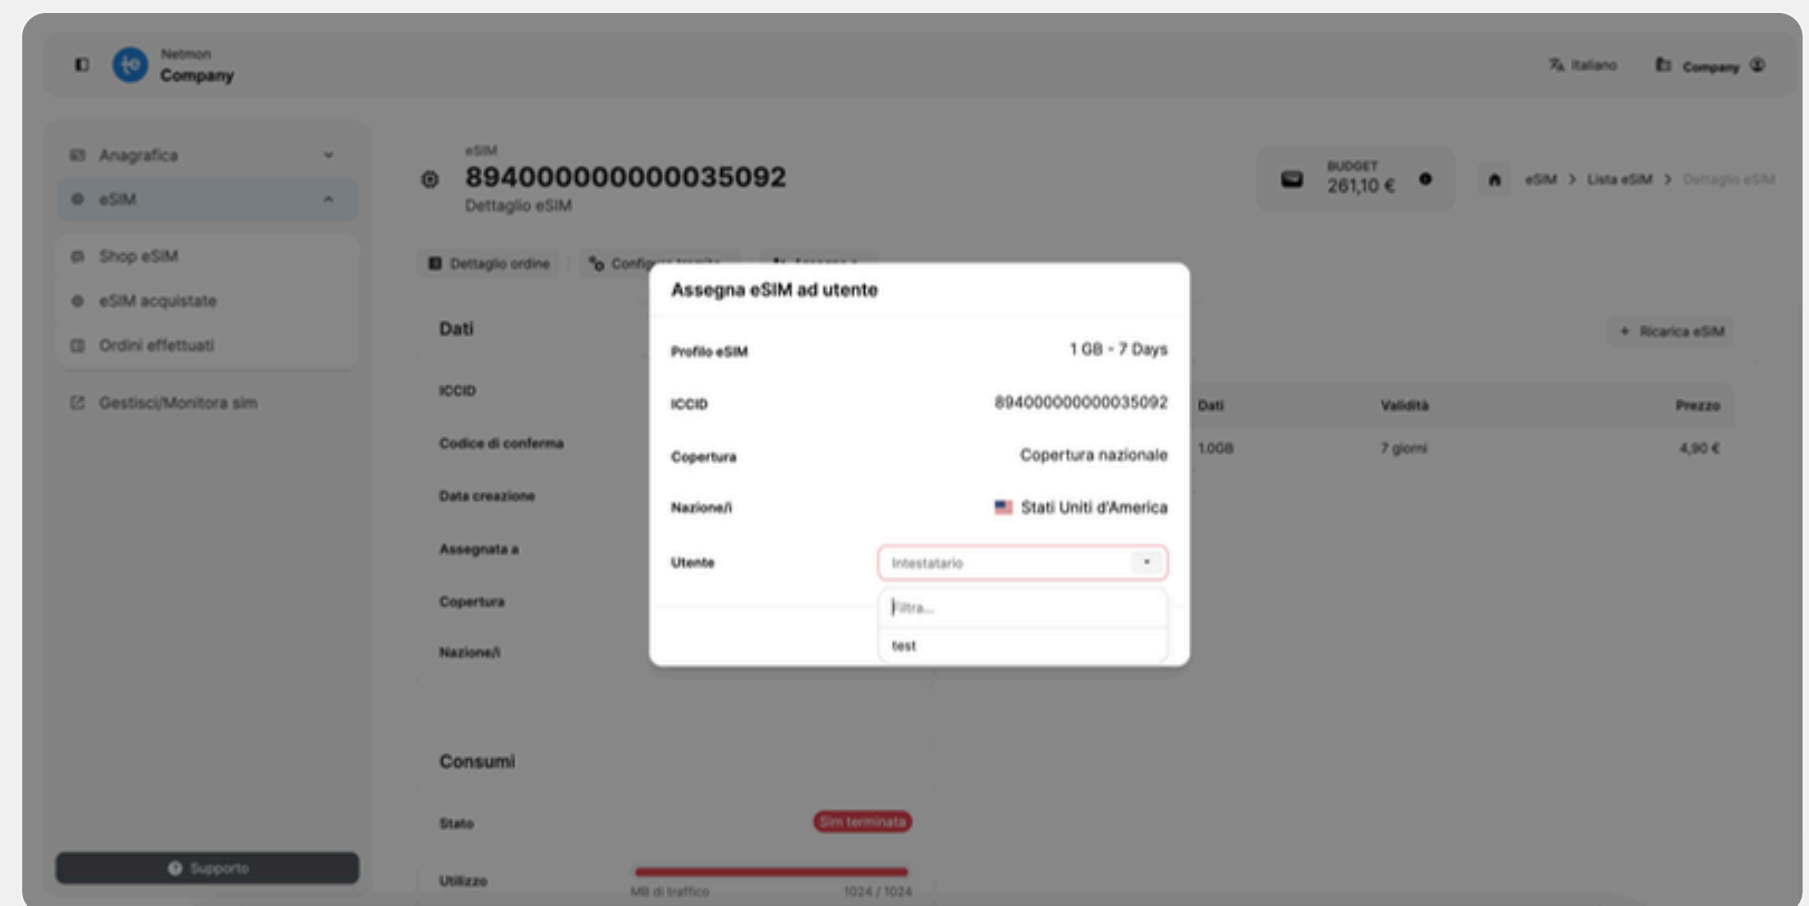 Netmon
Company
Italiano
Company
Anagrafica
eSIM
Shop eSIM
eSIM acquistate
Ordini effettuati
Gestisci/Monitora sim
Supporto
eSIM
894000000000035092
Dettaglio eSIM
BUDGET
261,10 €
eSIM > Lista eSIM > Dettaglio eSIM
Dettaglio ordine
Dati
ICCID
Codice di conferma
Data creazione
Assegnata a
Copertura
Nazione/i
+ Ricarica eSIM
Dati Validità Prezzo
1.0GB 7 giorni 4,90 €
Assegna eSIM ad utente
Profilo eSIM 1 GB - 7 Days
ICCID 894000000000035092
Copertura Copertura nazionale
Nazione/i Stati Uniti d'America
Utente Intestatario
Filtra...
test
Consumi
Stato Sim terminata
Utilizzo
MB di traffico 1024 / 1024